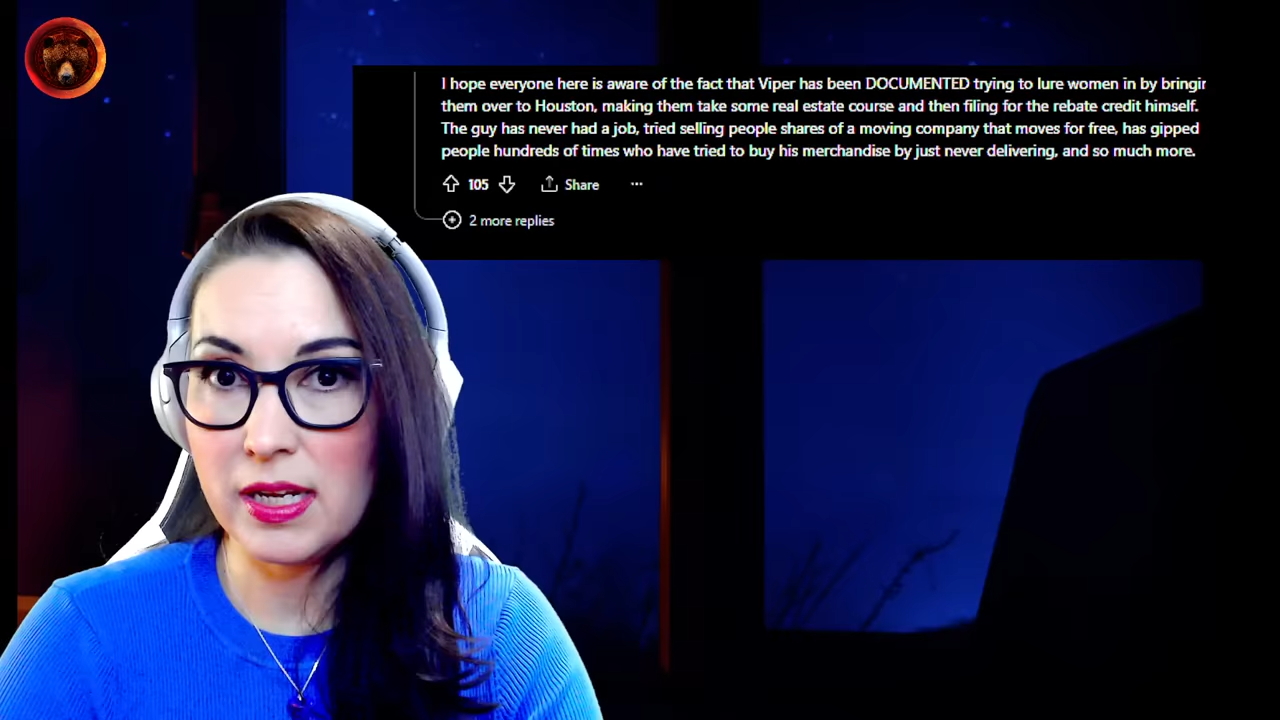 I hope everyone here is aware of the fact that Viper has been DOCUMENTED trying to lure women in by bringin
them over to Houston, making them take some real estate course and then filing for the rebate credit himself.
The guy has never had a job, tried selling people shares of a moving company that moves for free, has gipped
people hundreds of times who have tried to buy his merchandise by just never delivering, and so much more.
105 Share ···
2 more replies